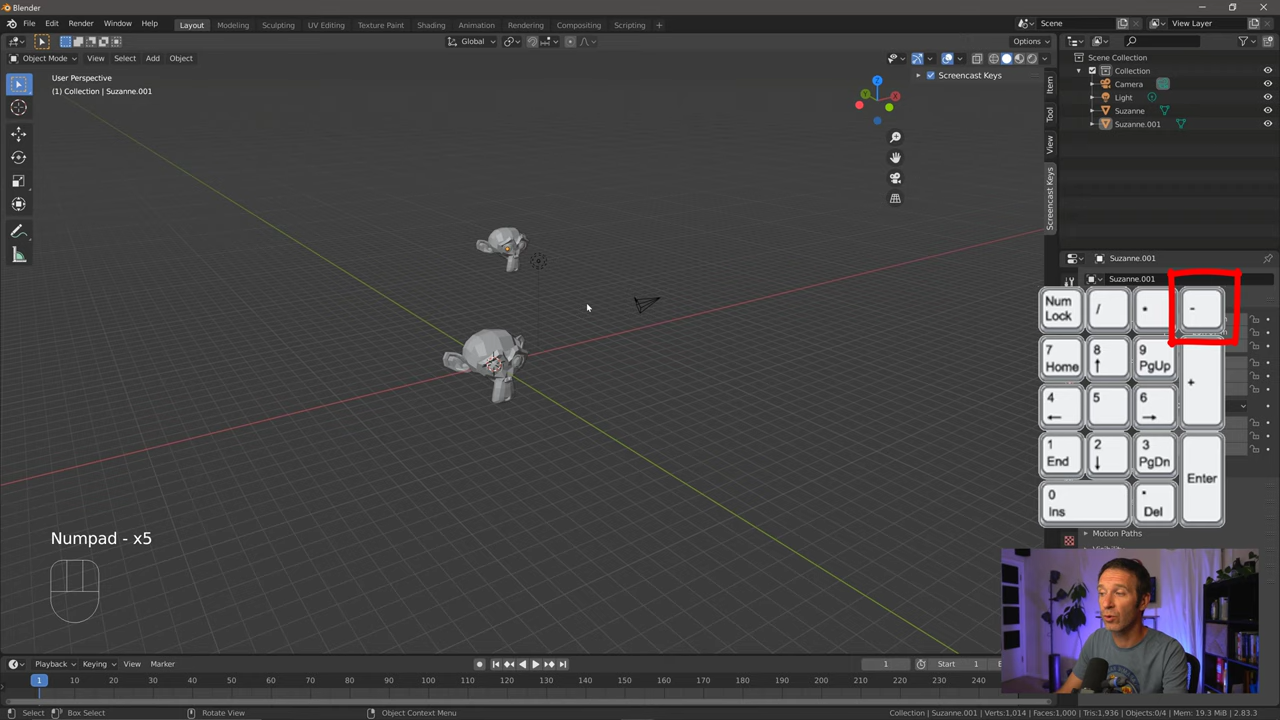 Blender
File Edit Render Window Help Layout Modeling Sculpting UV Editing Texture Paint Shading Animation Rendering Compositing Scripting + Scene View Layer
Global Options
Object Mode View Select Add Object
User Perspective
(1) Collection | Suzanne.001
Screencast Keys
Z
Y
X
Item
Tool
View
Screencast Keys
Scene Collection
Collection
Camera
Light
Suzanne
Suzanne.001
Suzanne.001
Suzanne.001
Num Lock / * -
7 Home 8 ↑ 9 PgUp +
4 ← 5 6 →
1 End 2 ↓ 3 PgDn Enter
0 Ins . Del
Motion Paths
Numpad - x5
Playback Keying View Marker 1 Start 1
1 10 20 30 40 50 60 70 80 90 100 110 120 130 140 150 160 170 180 190 200 210 220 230 240
Select Box Select Rotate View Object Context Menu Collection | Suzanne.001 | Verts:1,014 | Faces:1,000 | Tris:1,936 | Objects:0/4 | Mem: 19.3 MiB | 2.83.3